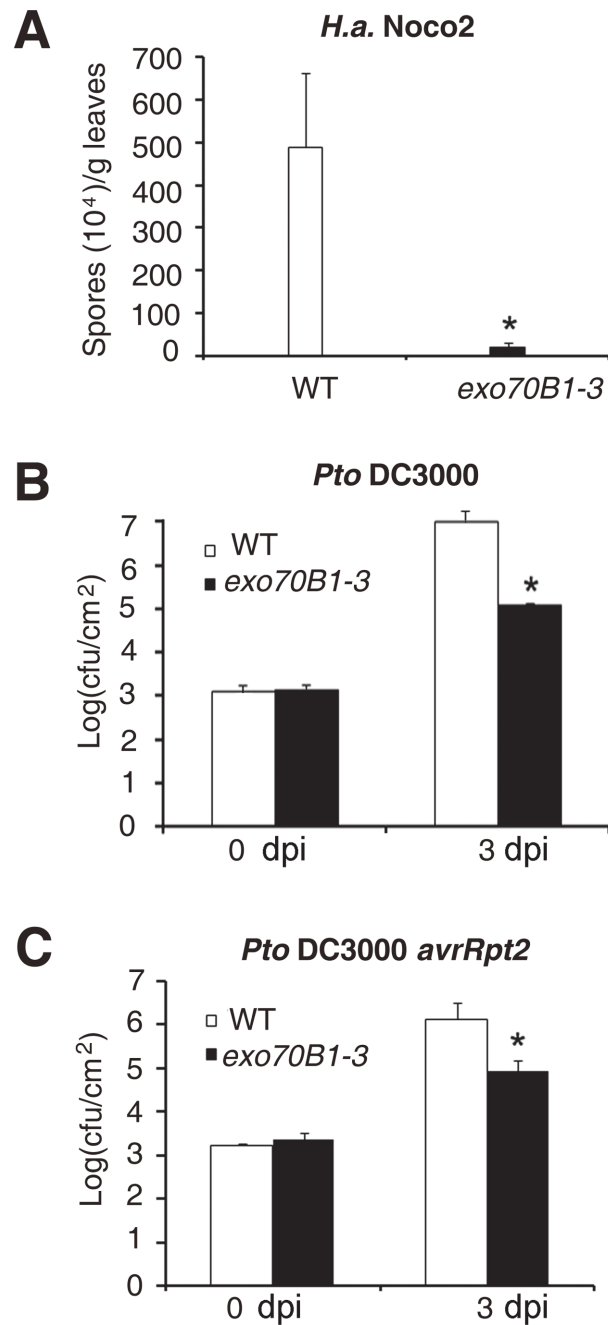 A
H.a. Noco2
Spores (10⁴)/g leaves
700
600
500
400
300
200
100
0
WT
exo70B1-3
*
B
Pto DC3000
Log(cfu/cm²)
7
6
5
4
3
2
1
0
WT
exo70B1-3
*
0 dpi
3 dpi
C
Pto DC3000 avrRpt2
Log(cfu/cm²)
7
6
5
4
3
2
1
0
WT
exo70B1-3
*
0 dpi
3 dpi